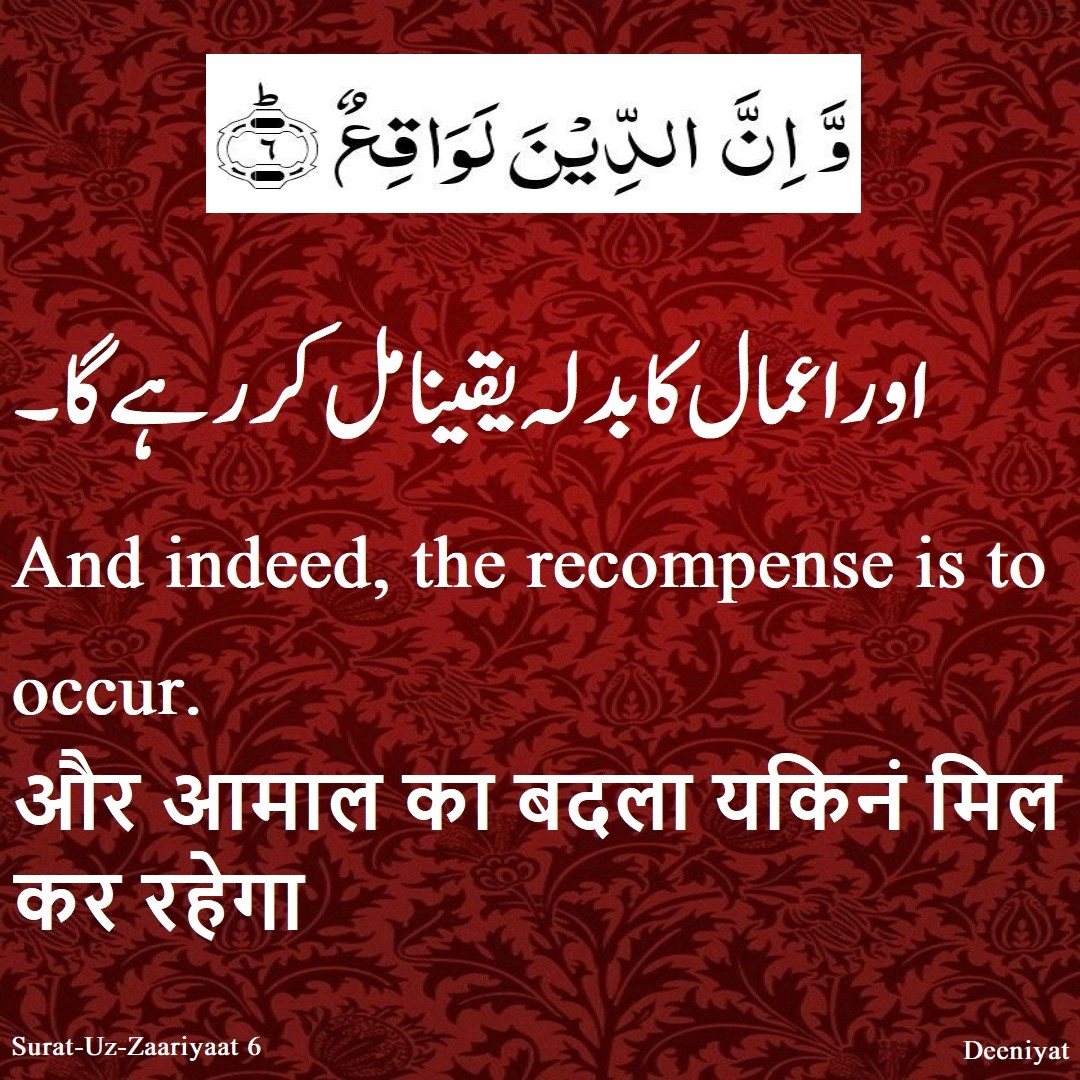 وَّ اِنَّ الدِّيْنَ لَوَاقِعٌ ؕ ۶
اور اعمال کا بدلہ یقینا مل کر رہے گا۔
And indeed, the recompense is to
occur.
और आमाल का बदला यकिनं मिल
कर रहेगा
Surat-Uz-Zaariyaat 6
Deeniyat